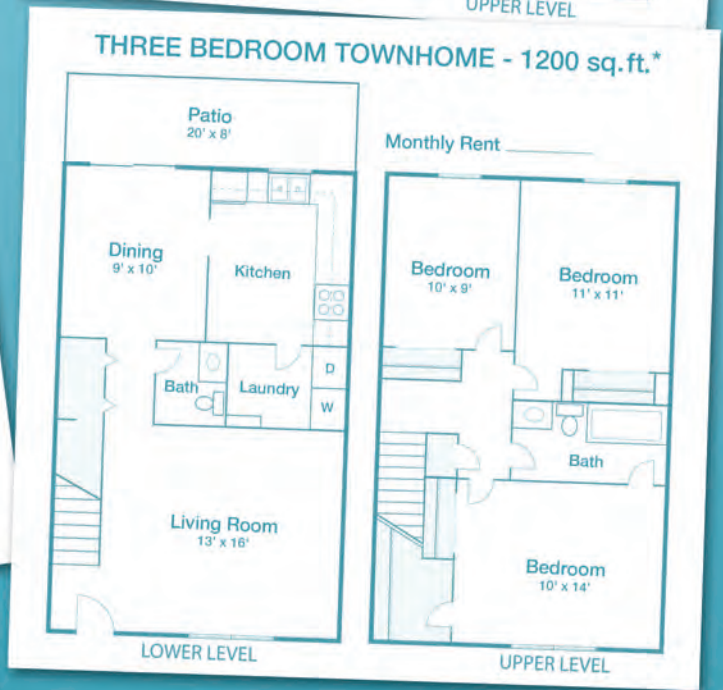 UPPER LEVEL
THREE BEDROOM TOWNHOME - 1200 sq.ft.*
Patio
20' x 8'
Monthly Rent
Dining
9' x 10'
Kitchen
Bath
Laundry
D
W
Living Room
13' x 16'
LOWER LEVEL
Bedroom
10' x 9'
Bedroom
11' x 11'
Bath
Bedroom
10' x 14'
UPPER LEVEL